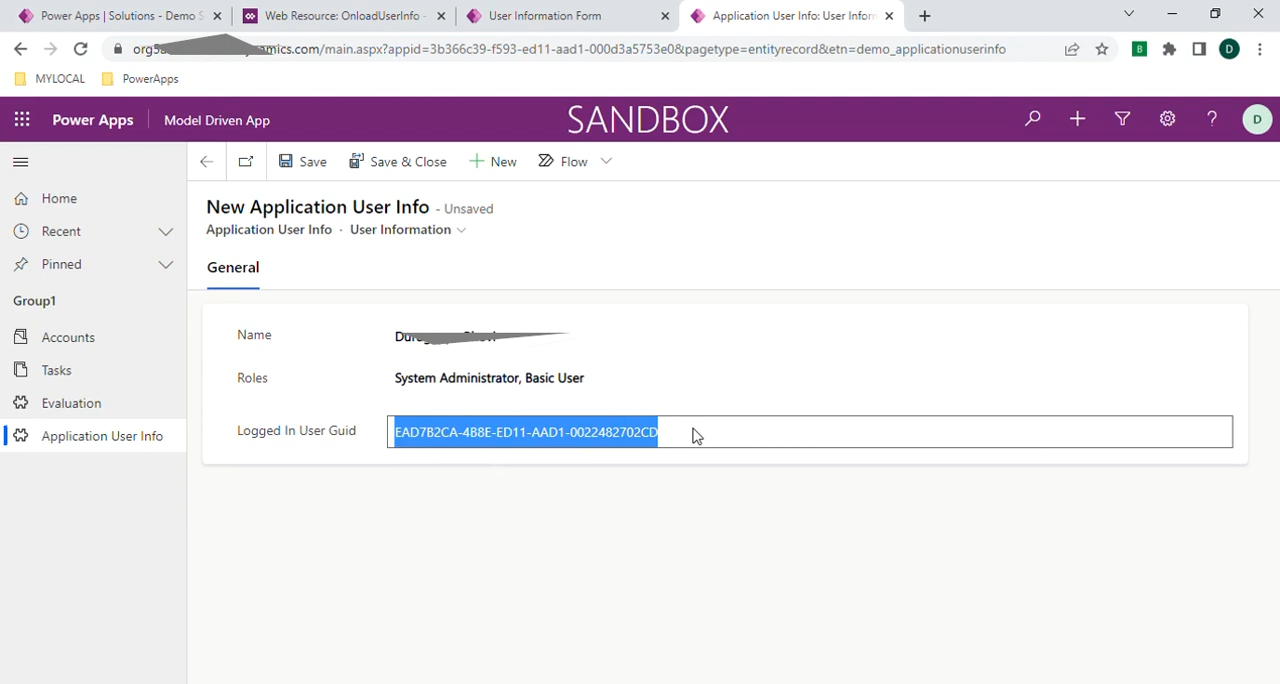 Power Apps | Solutions - Demo S
Web Resource: OnloadUserInfo -
User Information Form
Application User Info: User Inform
main.aspx?appid=3b366c39-f593-ed11-aad1-000d3a5753e0&pagetype=entityrecord&etn=demo_applicationuserinfo
B
D
MYLOCAL
PowerApps
Power Apps
Model Driven App
SANDBOX
?
D
Save
Save & Close
New
Flow
Home
Recent
Pinned
Group1
Accounts
Tasks
Evaluation
Application User Info
New Application User Info - Unsaved
Application User Info · User Information
General
Name
Roles
System Administrator, Basic User
Logged In User Guid
EAD7B2CA-4B8E-ED11-AAD1-0022482702CD